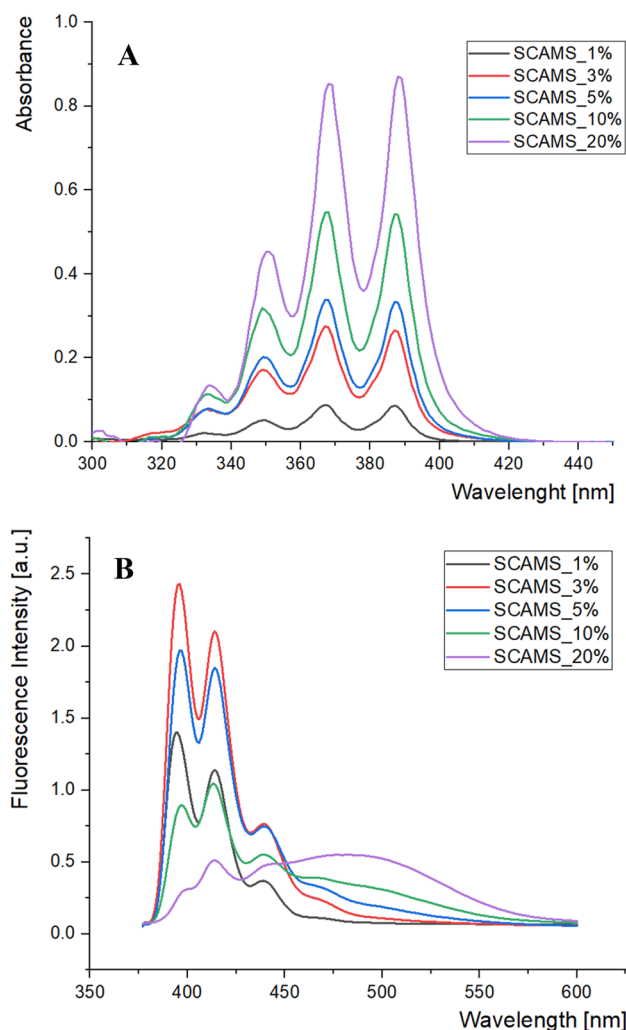 A
Absorbance
1.0
0.8
0.6
0.4
0.2
0.0
SCAMS_1%
SCAMS_3%
SCAMS_5%
SCAMS_10%
SCAMS_20%
300 320 340 360 380 400 420 440
Wavelenght [nm]
B
Fluorescence Intensity [a.u.]
2.5
2.0
1.5
1.0
0.5
0.0
SCAMS_1%
SCAMS_3%
SCAMS_5%
SCAMS_10%
SCAMS_20%
350 400 450 500 550 600
Wavelength [nm]